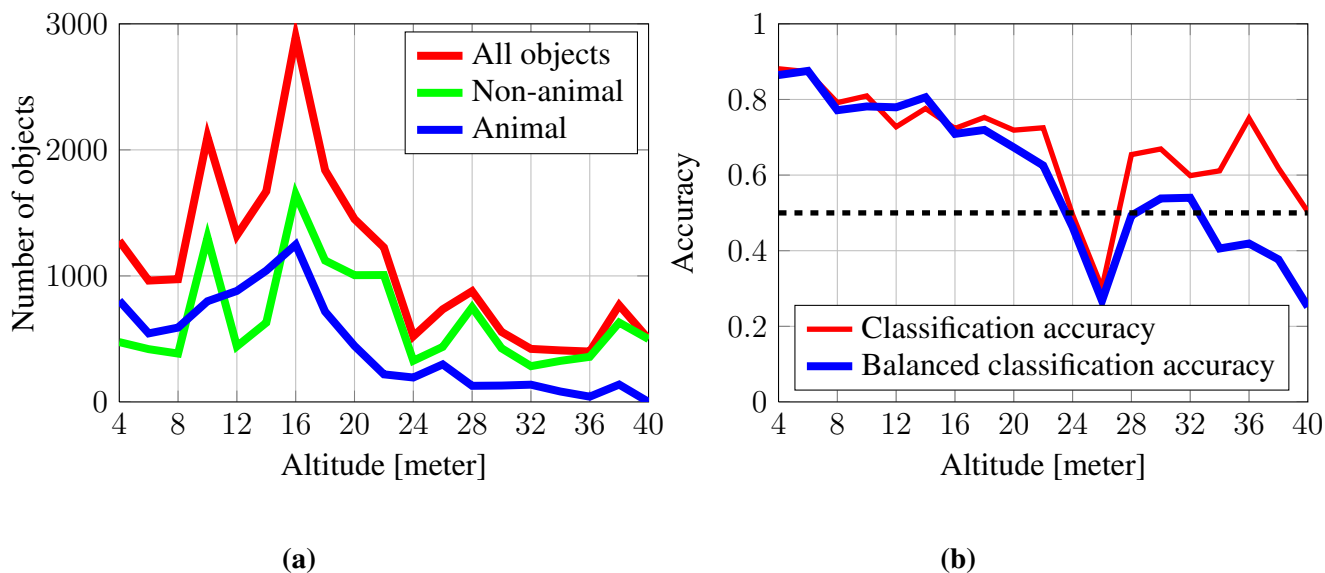 3000
2000
1000
0
Number of objects
All objects
Non-animal
Animal
4 8 12 16 20 24 28 32 36 40
Altitude [meter]
(a)
1
0.8
0.6
0.4
0.2
0
Accuracy
Classification accuracy
Balanced classification accuracy
4 8 12 16 20 24 28 32 36 40
Altitude [meter]
(b)